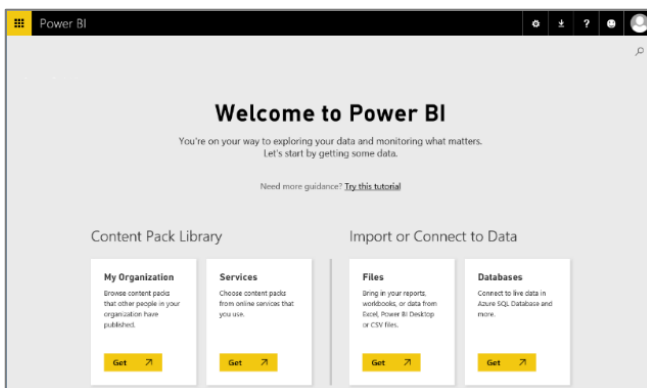 Power BI
?
Welcome to Power BI
You're on your way to exploring your data and monitoring what matters.
Let's start by getting some data.
Need more guidance? Try this tutorial
Content Pack Library
Import or Connect to Data
My Organization
Browse content packs
that other people in your
organization have
published.
Get
Services
Choose content packs
from online services that
you use.
Get
Files
Bring in your reports,
workbooks, or data from
Excel, Power BI Desktop
or CSV files.
Get
Databases
Connect to live data in
Azure SQL Database and
more.
Get